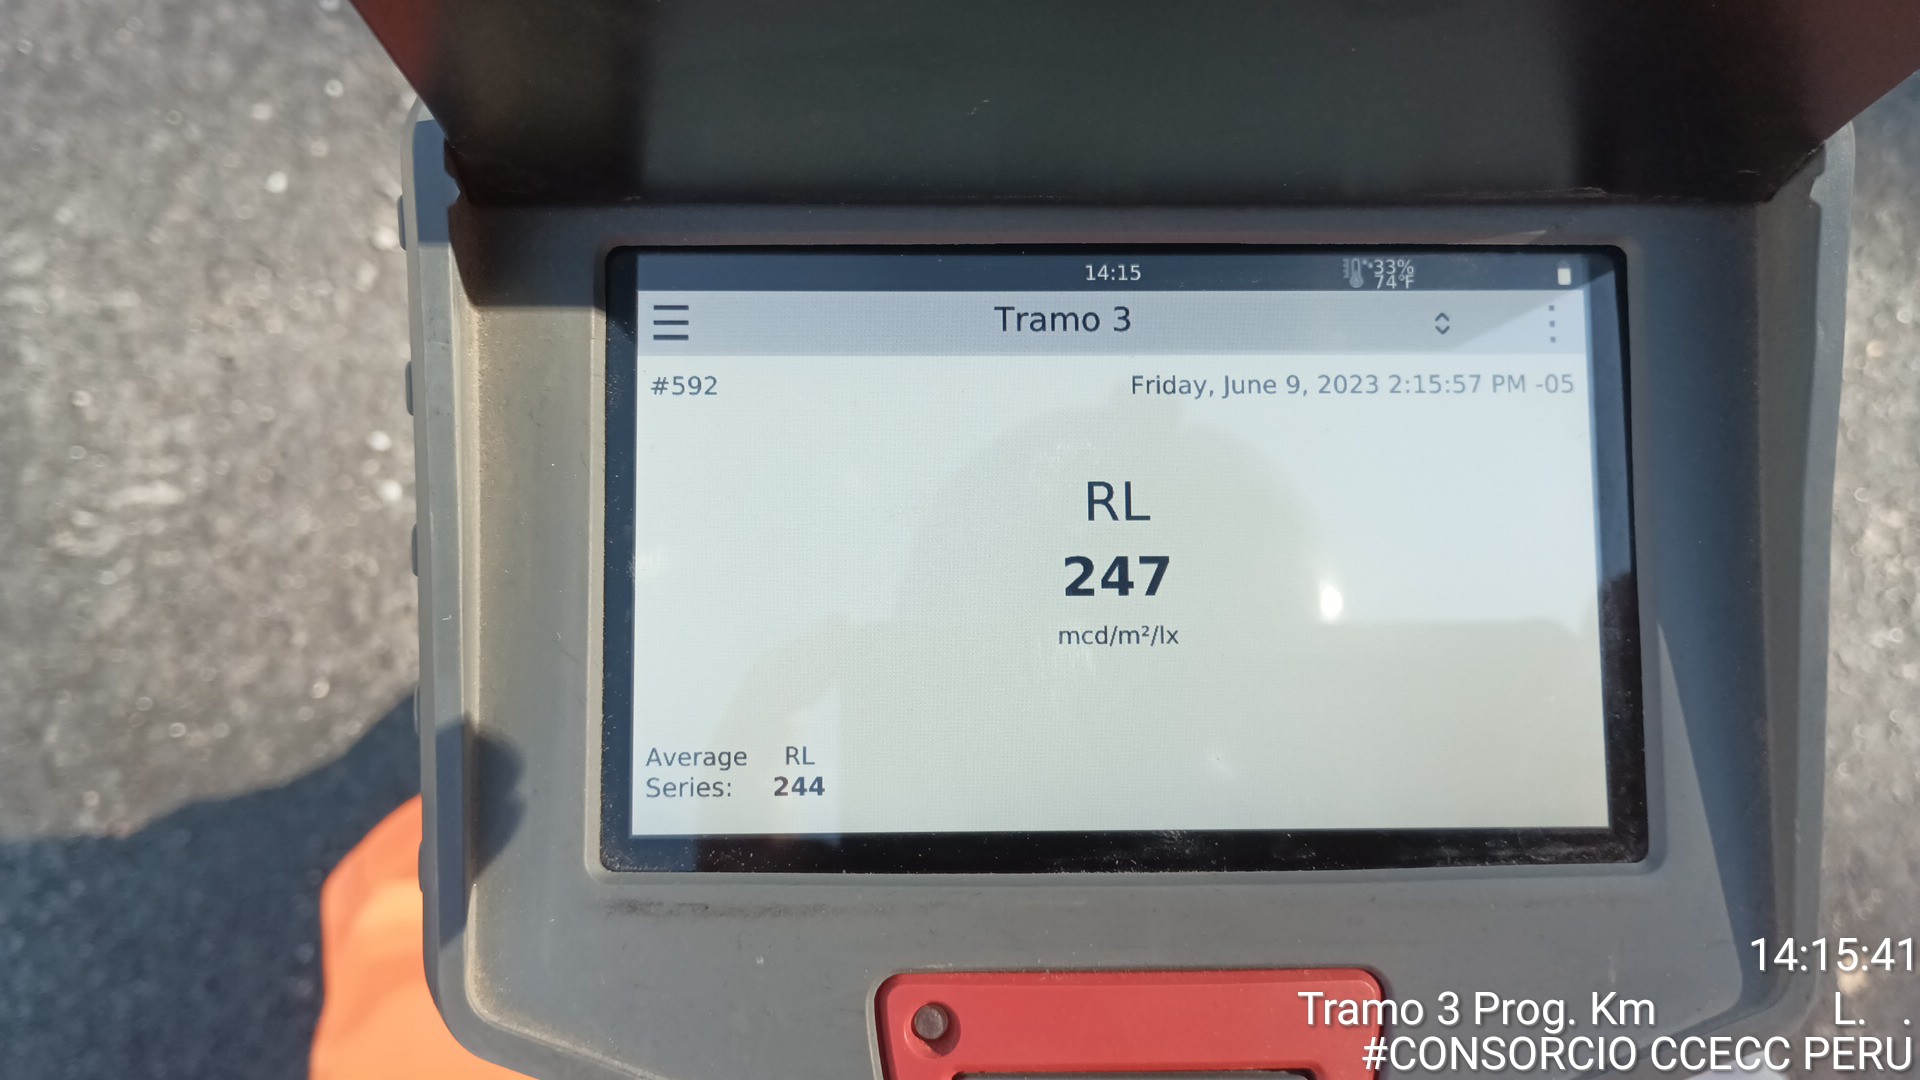 14:15
33%
74°F
Tramo 3
#592
Friday, June 9, 2023 2:15:57 PM -05
RL
247
mcd/m²/lx
Average RL
Series: 244
14:15:41
Tramo 3 Prog. Km L. .
#CONSORCIO CCECC PERU